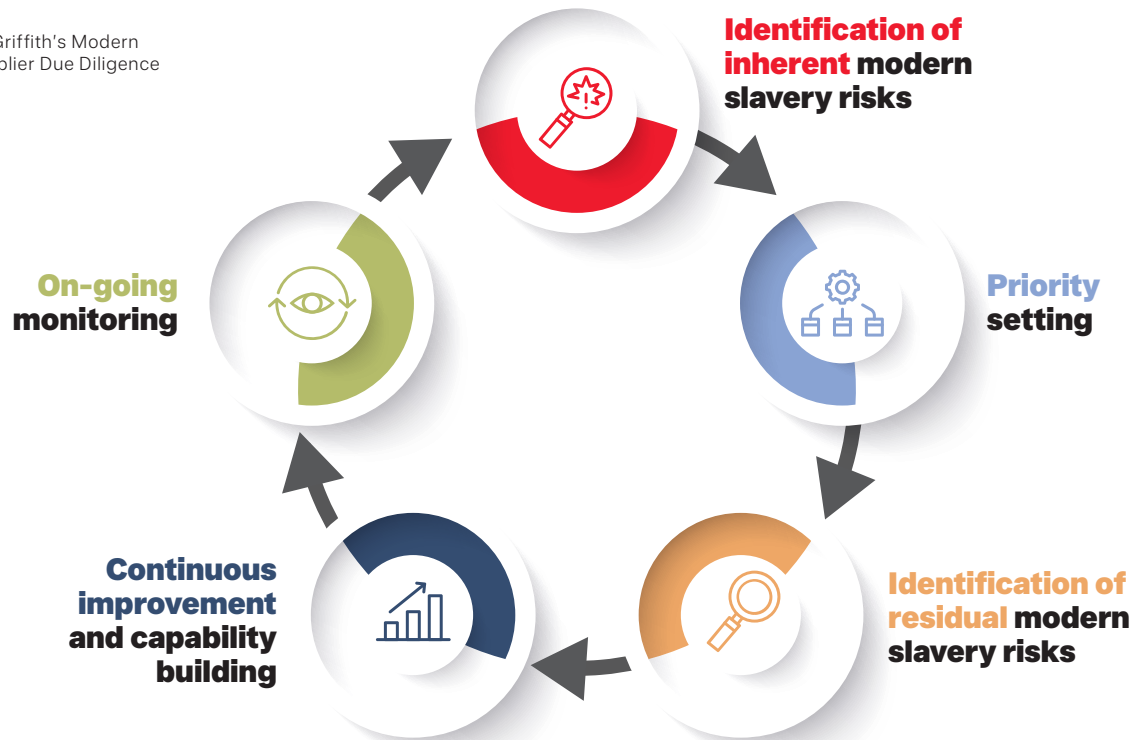 Griffith's Modern
plier Due Diligence
Identification of
inherent modern
slavery risks
Priority
setting
Identification of
residual modern
slavery risks
Continuous
improvement
and capability
building
On-going
monitoring